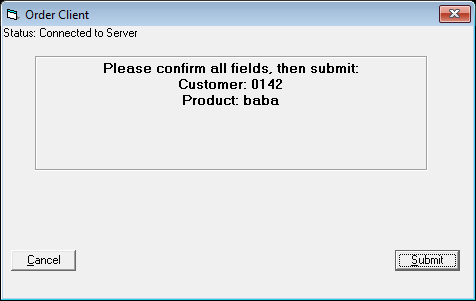 Order Client
Status: Connected to Server
Please confirm all fields, then submit:
Customer: 0142
Product: baba
Cancel
Submit